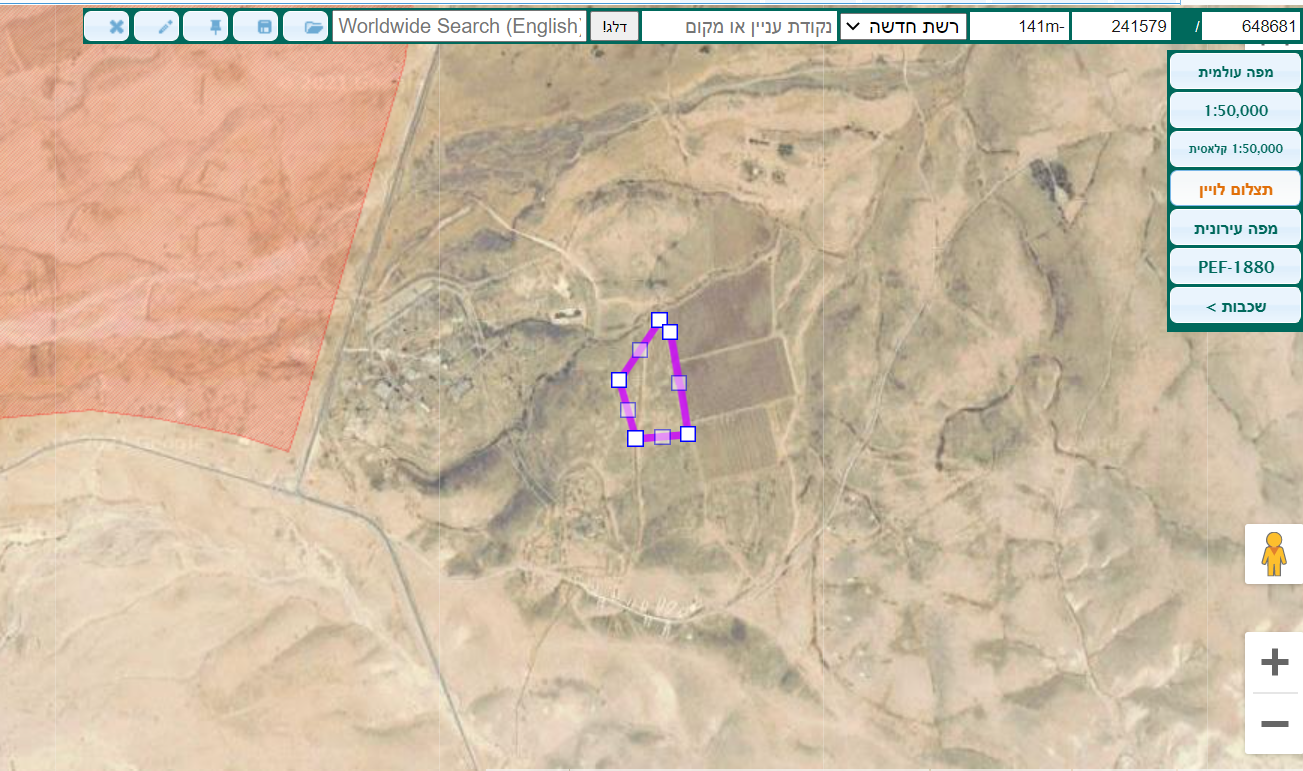 Worldwide Search (English)
דלג!
נקודת עניין או מקום
רשת חדשה
141m-
241579
/
648681
מפה עולמית
1:50,000
1:50,000 קלאסית
תצלום לויין
מפה עירונית
PEF-1880
שכבות >